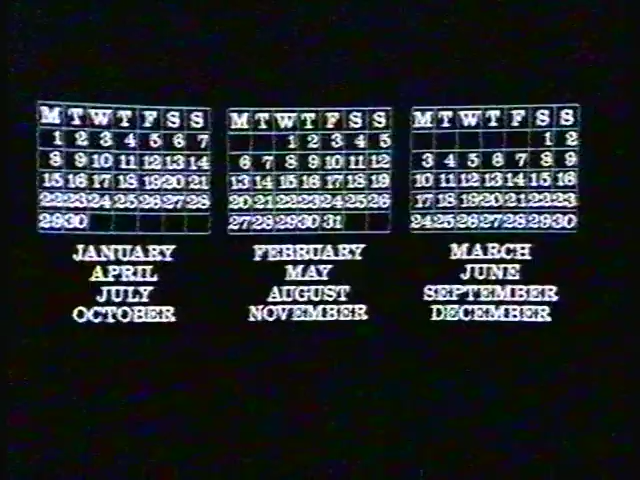 M T W T F S S
1 2 3 4 5 6 7
8 9 10 11 12 13 14
15 16 17 18 19 20 21
22 23 24 25 26 27 28
29 30
JANUARY
APRIL
JULY
OCTOBER
M T W T F S S
1 2 3 4 5
6 7 8 9 10 11 12
13 14 15 16 17 18 19
20 21 22 23 24 25 26
27 28 29 30 31
FEBRUARY
MAY
AUGUST
NOVEMBER
M T W T F S S
1 2
3 4 5 6 7 8 9
10 11 12 13 14 15 16
17 18 19 20 21 22 23
24 25 26 27 28 29 30
MARCH
JUNE
SEPTEMBER
DECEMBER